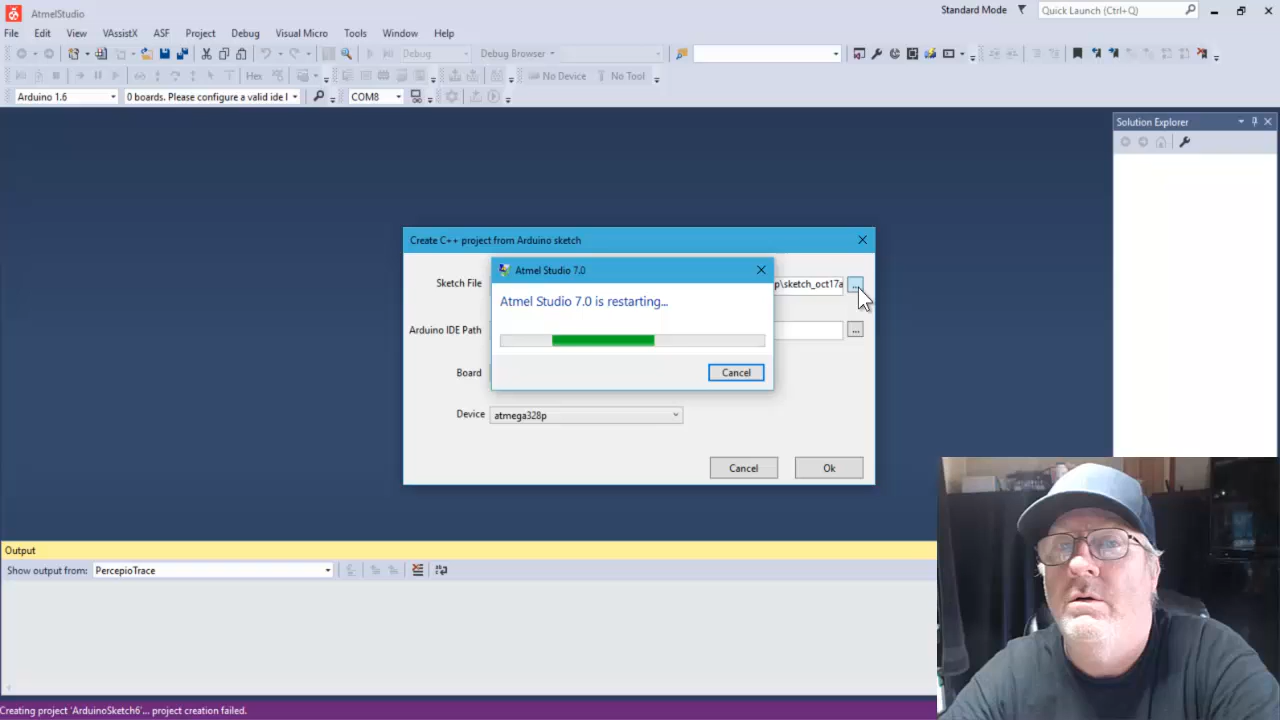 AtmelStudio
Standard Mode
Quick Launch (Ctrl+Q)
File Edit View VAssistX ASF Project Debug Visual Micro Tools Window Help
Debug Debug Browser
Hex No Device No Tool
Arduino 1.6 0 boards. Please configure a valid ide l COM8
Solution Explorer
Create C++ project from Arduino sketch
Atmel Studio 7.0
Sketch File p\sketch_oct17a ...
Atmel Studio 7.0 is restarting...
Arduino IDE Path ...
Board Cancel
Device atmega328p
Cancel Ok
Output
Show output from: PercepioTrace
Creating project 'ArduinoSketch6'... project creation failed.